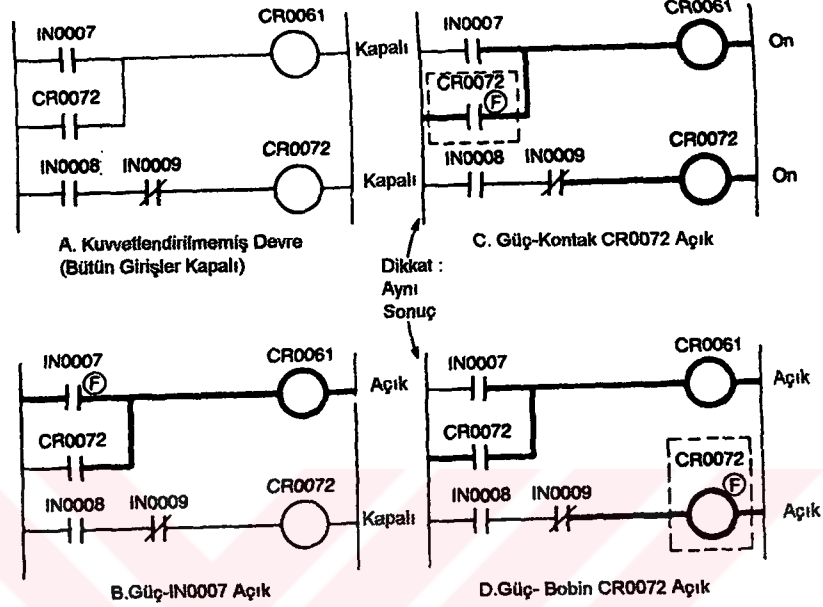 IN0007
CR0061
Kapalı
CR0072
IN0008
IN0009
CR0072
Kapalı
A. Kuvvetlendirilmemiş Devre
(Bütün Girişler Kapalı)
IN0007
CR0061
On
CR0072
F
IN0008
IN0009
CR0072
On
C. Güç-Kontak CR0072 Açık
Dikkat :
Aynı
Sonuç
IN0007
F
CR0061
Açık
CR0072
IN0008
IN0009
CR0072
Kapalı
B.Güç-IN0007 Açık
IN0007
CR0061
Açık
CR0072
IN0008
IN0009
CR0072
F
Açık
D.Güç- Bobin CR0072 Açık